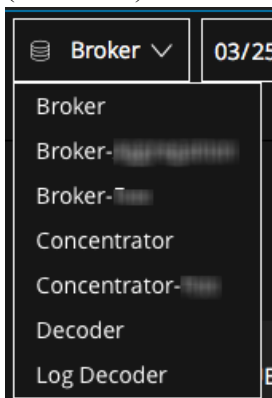 Broker
03/25
Broker
Broker-
Broker-
Concentrator
Concentrator-
Decoder
Log Decoder